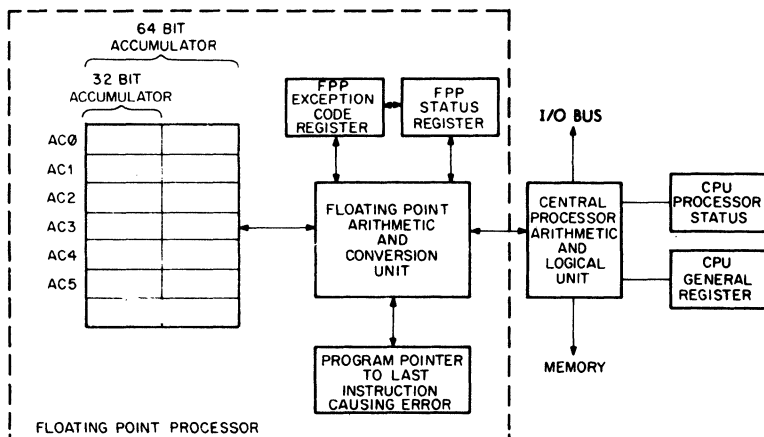 64 BIT
ACCUMULATOR
32 BIT
ACCUMULATOR
AC0
AC1
AC2
AC3
AC4
AC5
FPP
EXCEPTION
CODE
REGISTER
FPP
STATUS
REGISTER
FLOATING POINT
ARITHMETIC
AND
CONVERSION
UNIT
PROGRAM POINTER
TO LAST
INSTRUCTION
CAUSING ERROR
FLOATING POINT PROCESSOR
I/O BUS
CENTRAL
PROCESSOR
ARITHMETIC
AND
LOGICAL
UNIT
MEMORY
CPU
PROCESSOR
STATUS
CPU
GENERAL
REGISTER